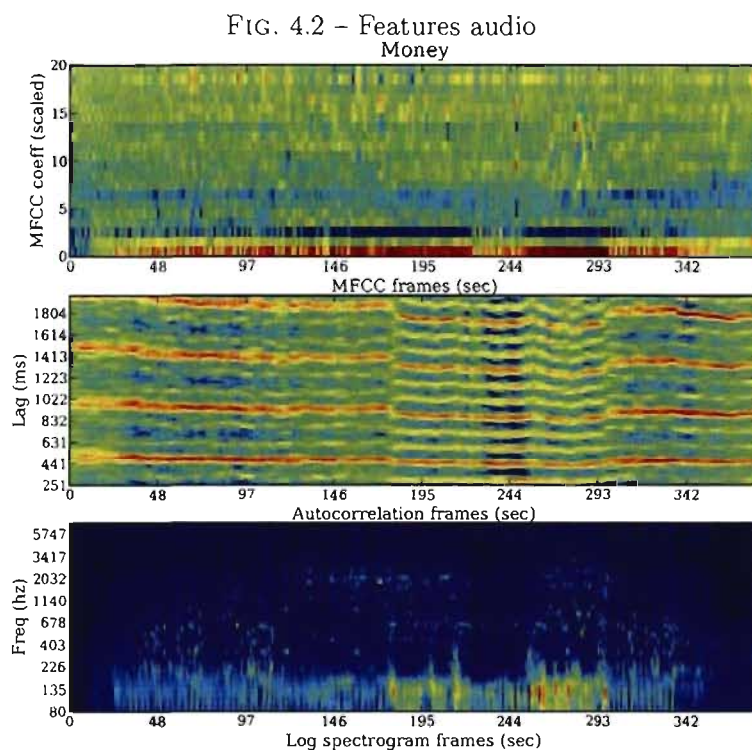 FIG. 4.2 – Features audio
Money
MFCC coeff (scaled)
20
15
10
5
0
0 48 97 146 195 244 293 342
MFCC frames (sec)
Lag (ms)
1804
1614
1413
1223
1022
832
631
441
251
0 48 97 146 195 244 293 342
Autocorrelation frames (sec)
Freq (hz)
5747
3417
2032
1140
678
403
226
135
80
0 48 97 146 195 244 293 342
Log spectrogram frames (sec)